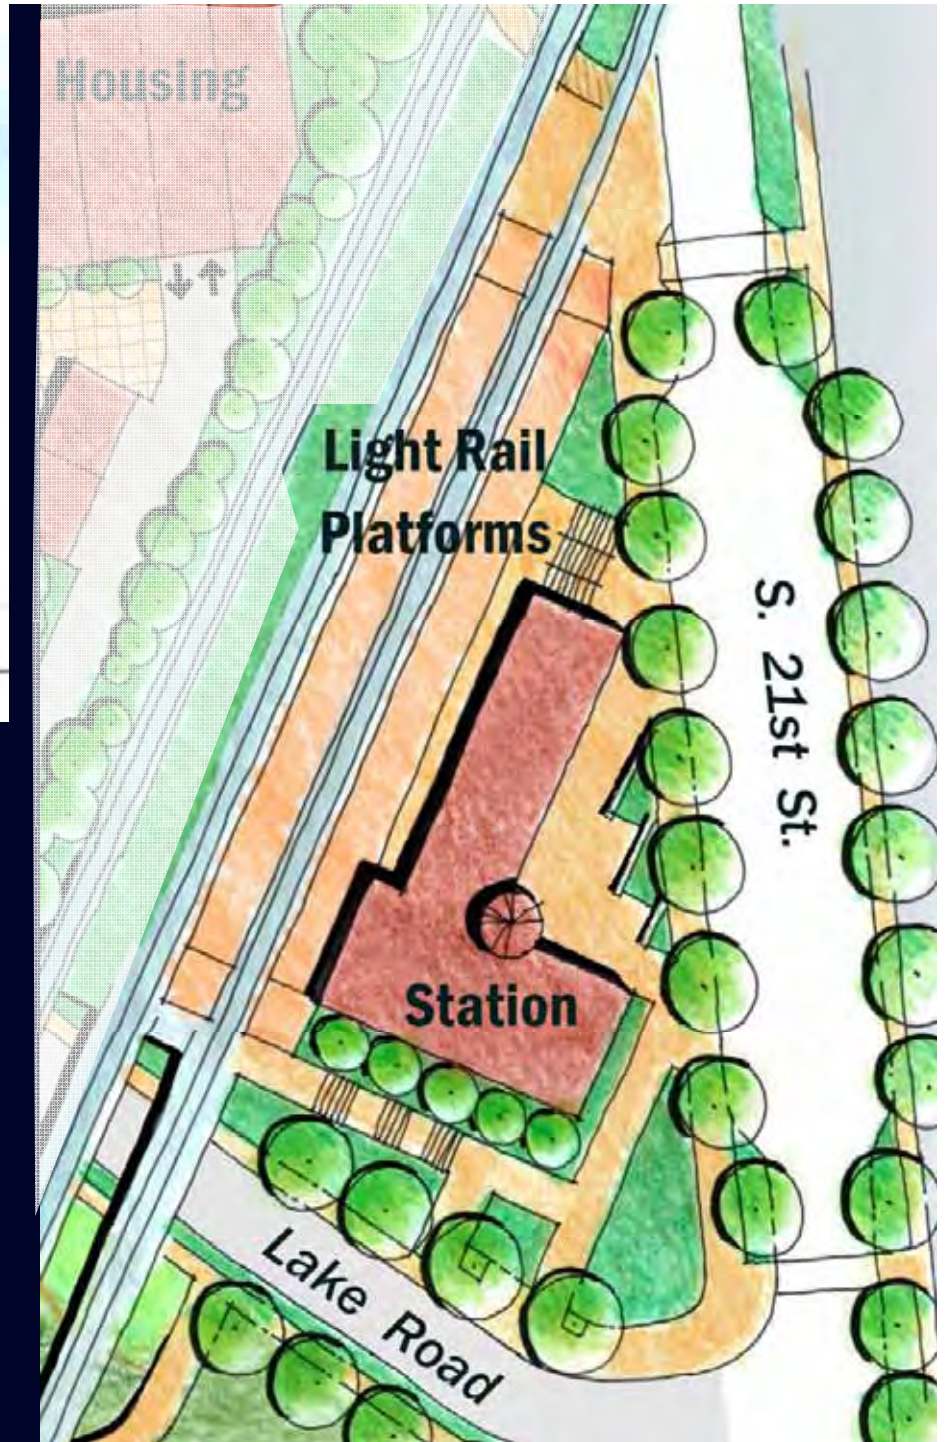 Housing
Light Rail
Platforms
S. 21st St.
Station
Lake Road